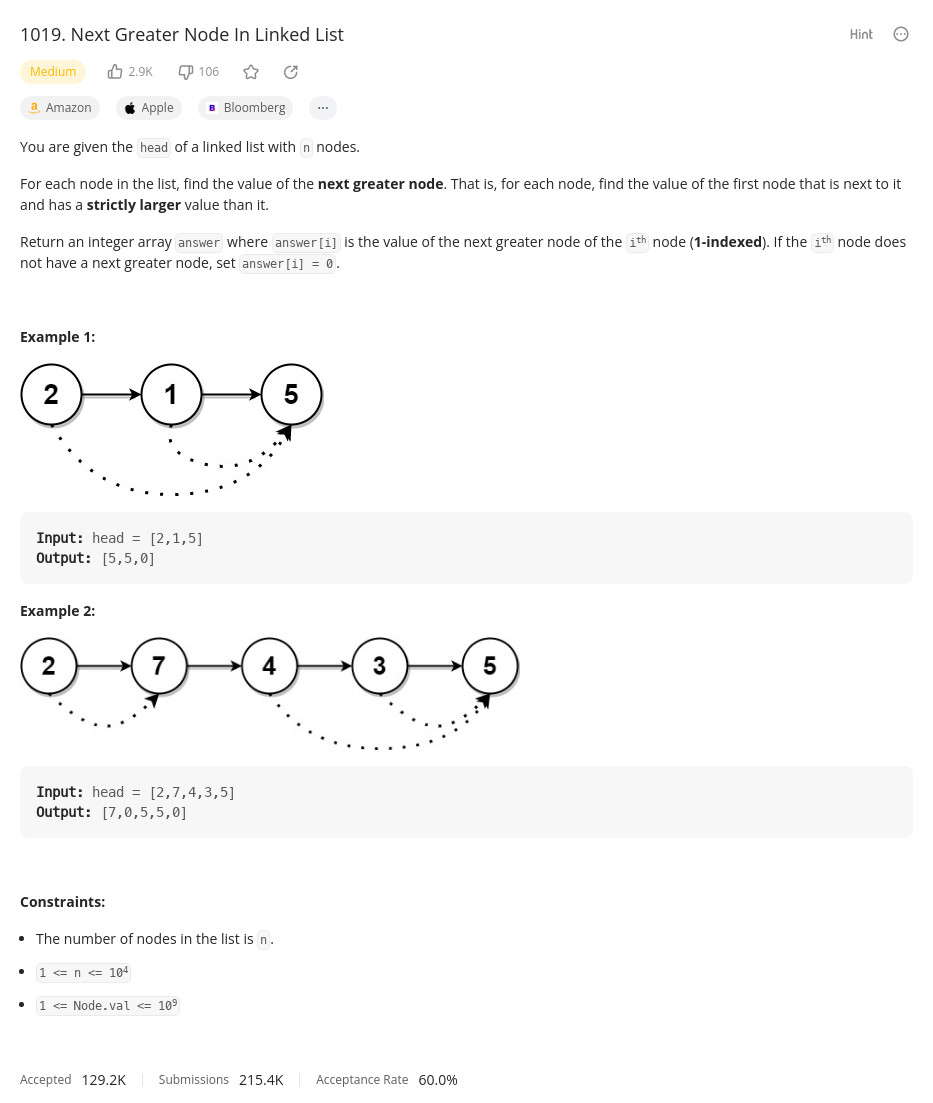 1019. Next Greater Node In Linked List
Hint
Medium 2.9K 106
Amazon Apple B Bloomberg ...
You are given the head of a linked list with n nodes.
For each node in the list, find the value of the next greater node. That is, for each node, find the value of the first node that is next to it
and has a strictly larger value than it.
Return an integer array answer where answer[i] is the value of the next greater node of the ith node (1-indexed). If the ith node does
not have a next greater node, set answer[i] = 0.
Example 1:
2 1 5
Input: head = [2,1,5]
Output: [5,5,0]
Example 2:
2 7 4 3 5
Input: head = [2,7,4,3,5]
Output: [7,0,5,5,0]
Constraints:
The number of nodes in the list is n.
1 <= n <= 10⁴
1 <= Node.val <= 10⁹
Accepted 129.2K Submissions 215.4K Acceptance Rate 60.0%